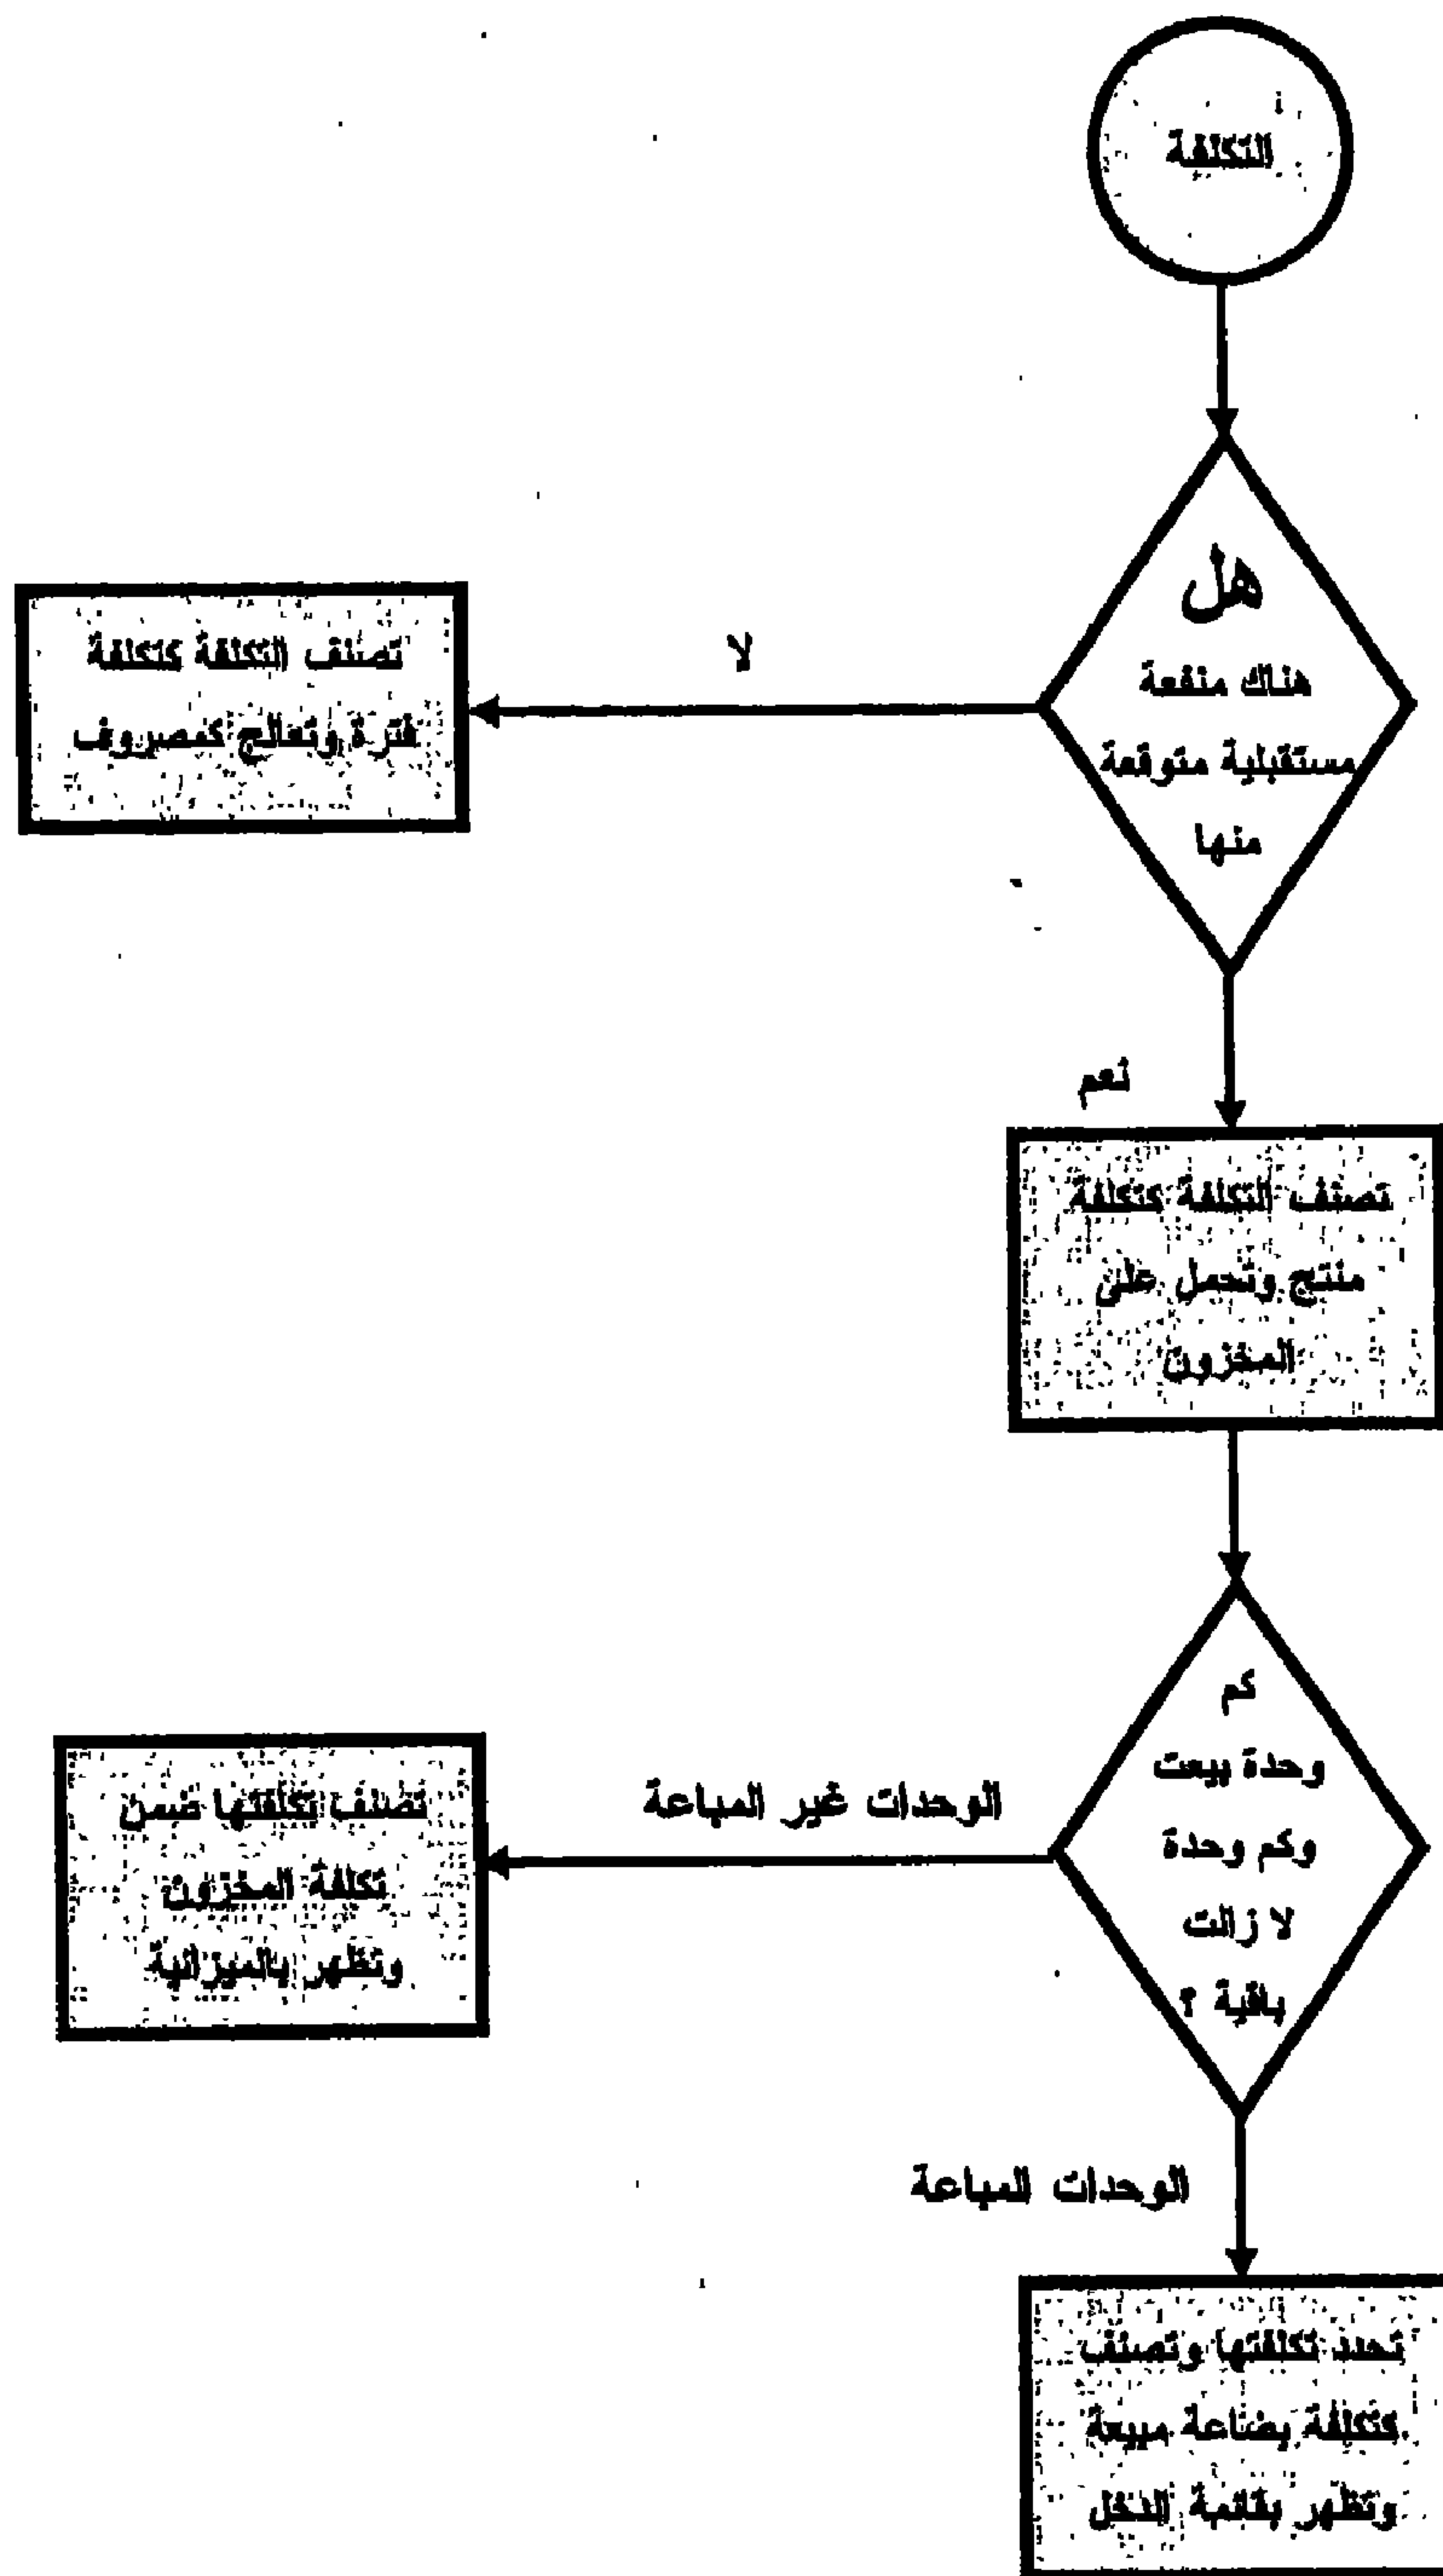 التكلفة
هل
هناك منفعة
مستقبلية متوقعة
منها
لا
تصنف التكلفة كتكلفة
فترة وتعالج كمصروف
نعم
تصنف التكلفة كتكلفة
منتج وتحمل على
المخزون
كم
وحدة بيعت
وكم وحدة
لا زالت
باقية ؟
الوحدات غير المباعة
تصنف تكلفتها ضمن
تكلفة المخزون
وتظهر بالميزانية
الوحدات المباعة
تحدد تكلفتها وتصنف
كتكلفة بضاعة مبيعة
وتظهر بقائمة الدخل